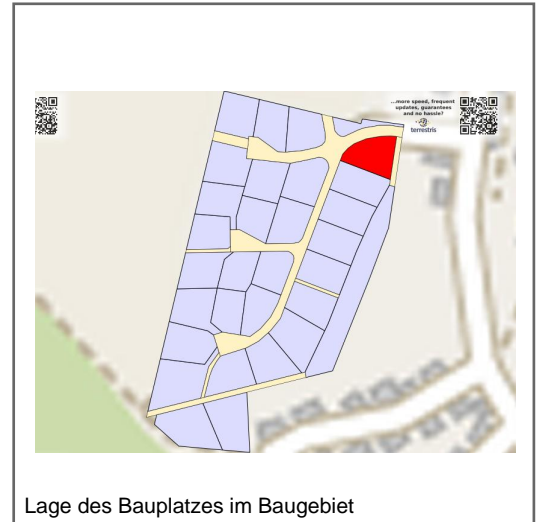 ...more speed, frequent
updates, guarantees
and no hassle?
terrestris
Lage des Bauplatzes im Baugebiet